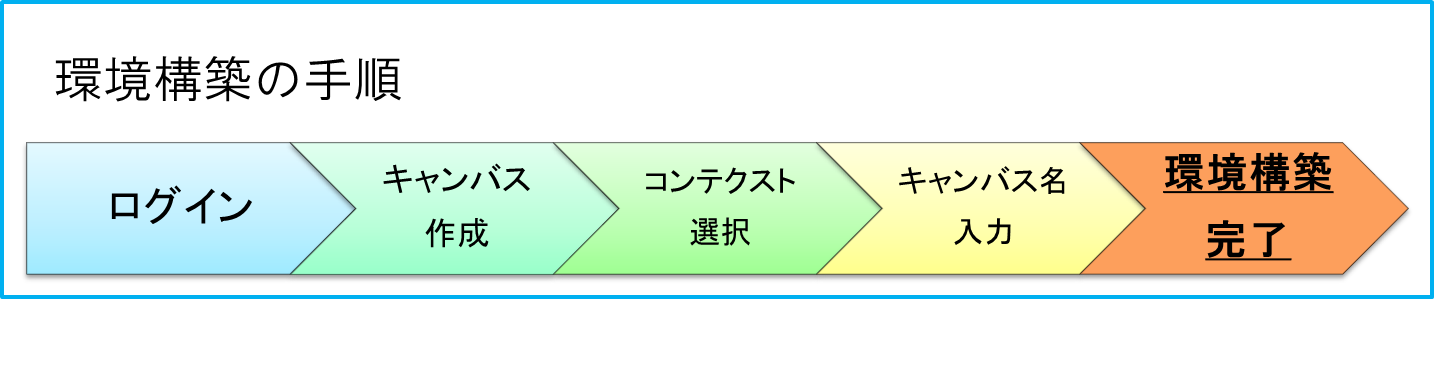 環境構築の手順
ログイン
キャンバス
作成
コンテクスト
選択
キャンバス名
入力
環境構築
完了